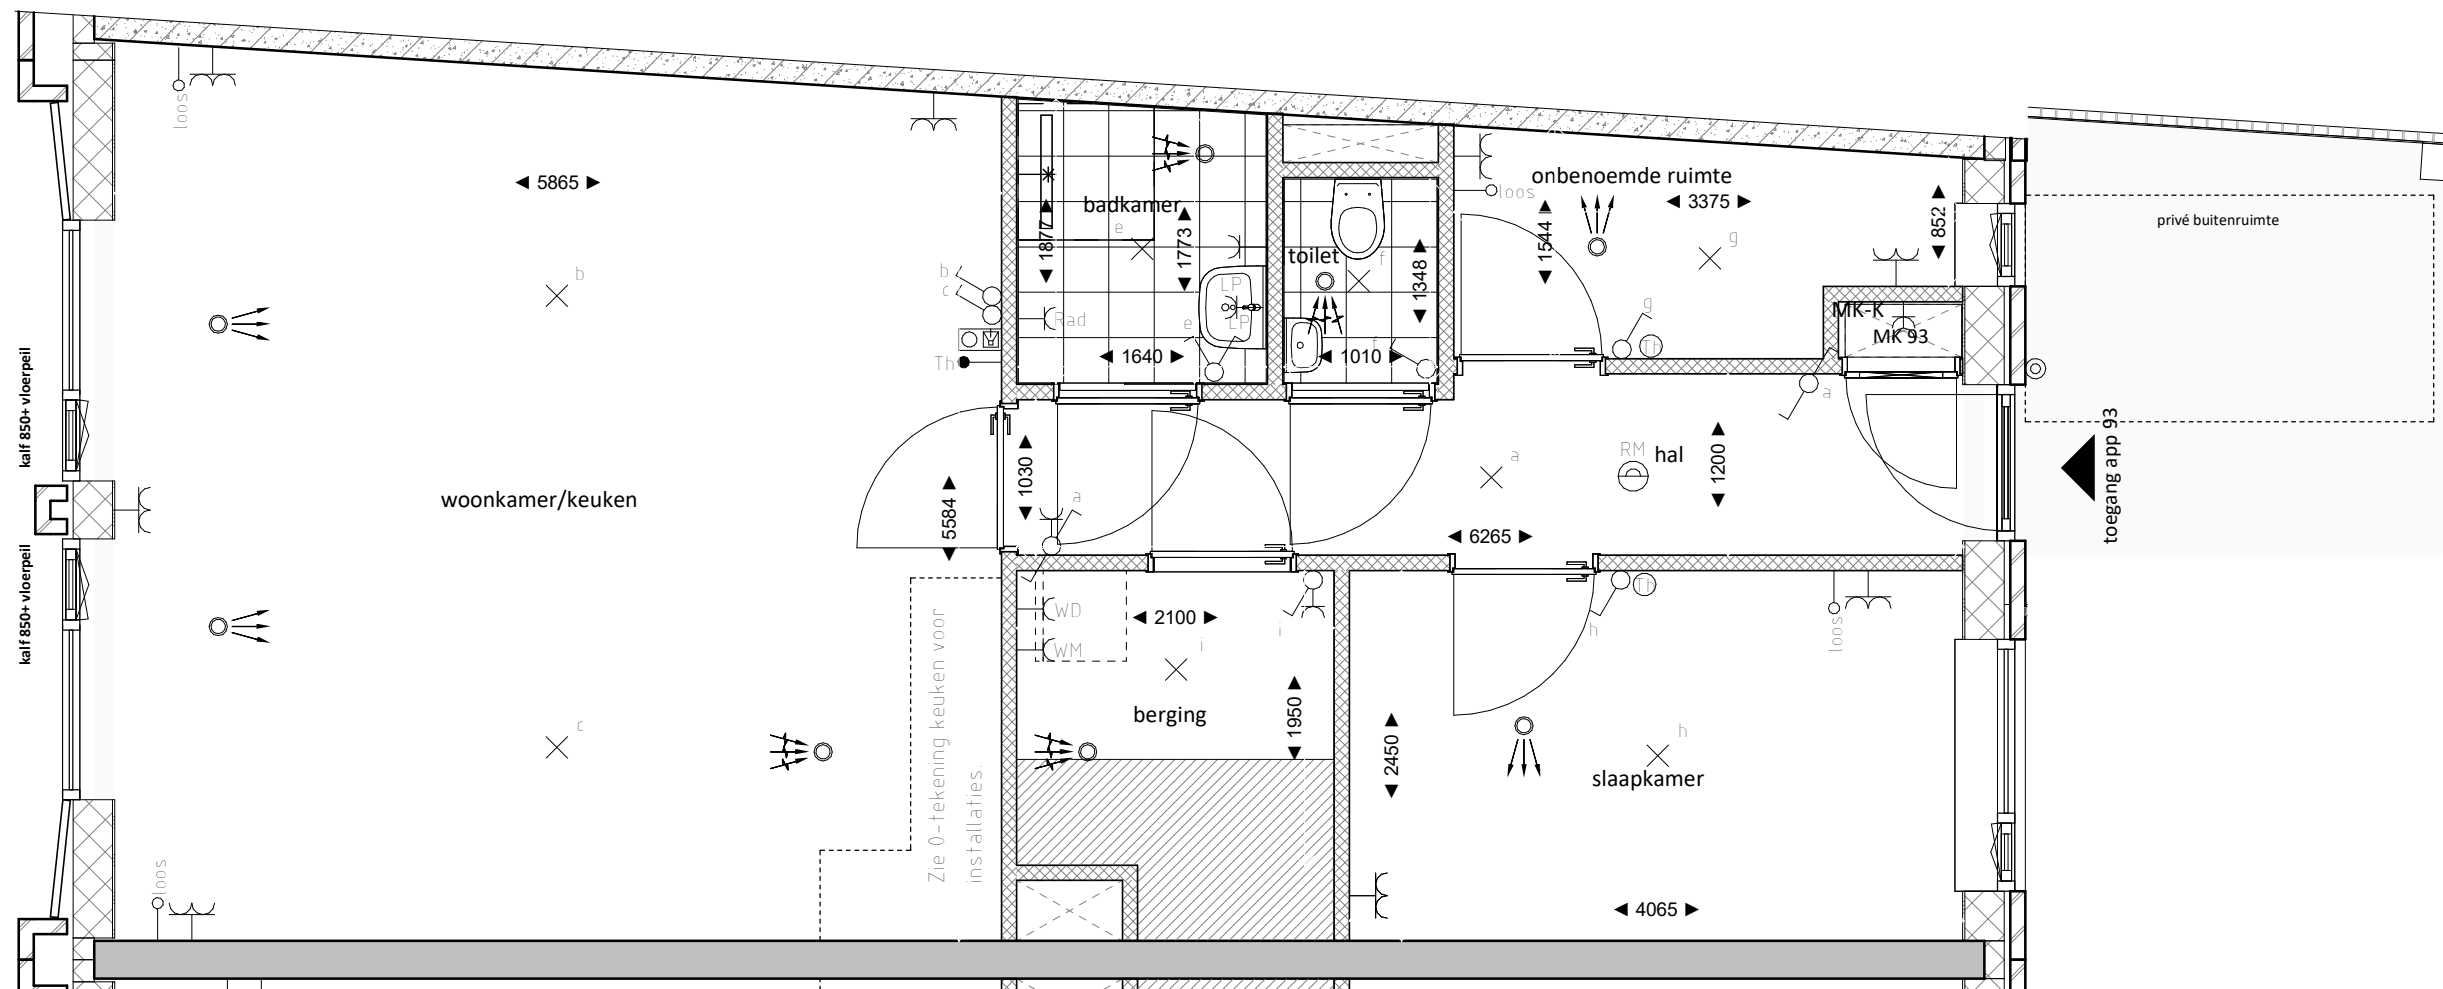 loos
5865
b
badkamer
e
1877
1773
b
c
Rad
Th
LP
LP
e
1640
toilet
f
1348
1010
f
loos
onbenoemde ruimte
3375
1544
852
g
g
Th
MK-K
MK 93
privé buitenruimte
kalf 850+ vloerpeil
kalf 850+ vloerpeil
woonkamer/keuken
5584
1030
a
a
RM
hal
1200
a
6265
toegang app 93
WD
WM
2100
i
i
berging
1950
Th
h
loos
2450
h
slaapkamer
4065
c
Zie 0-tekening keuken voor
installaties.
loos